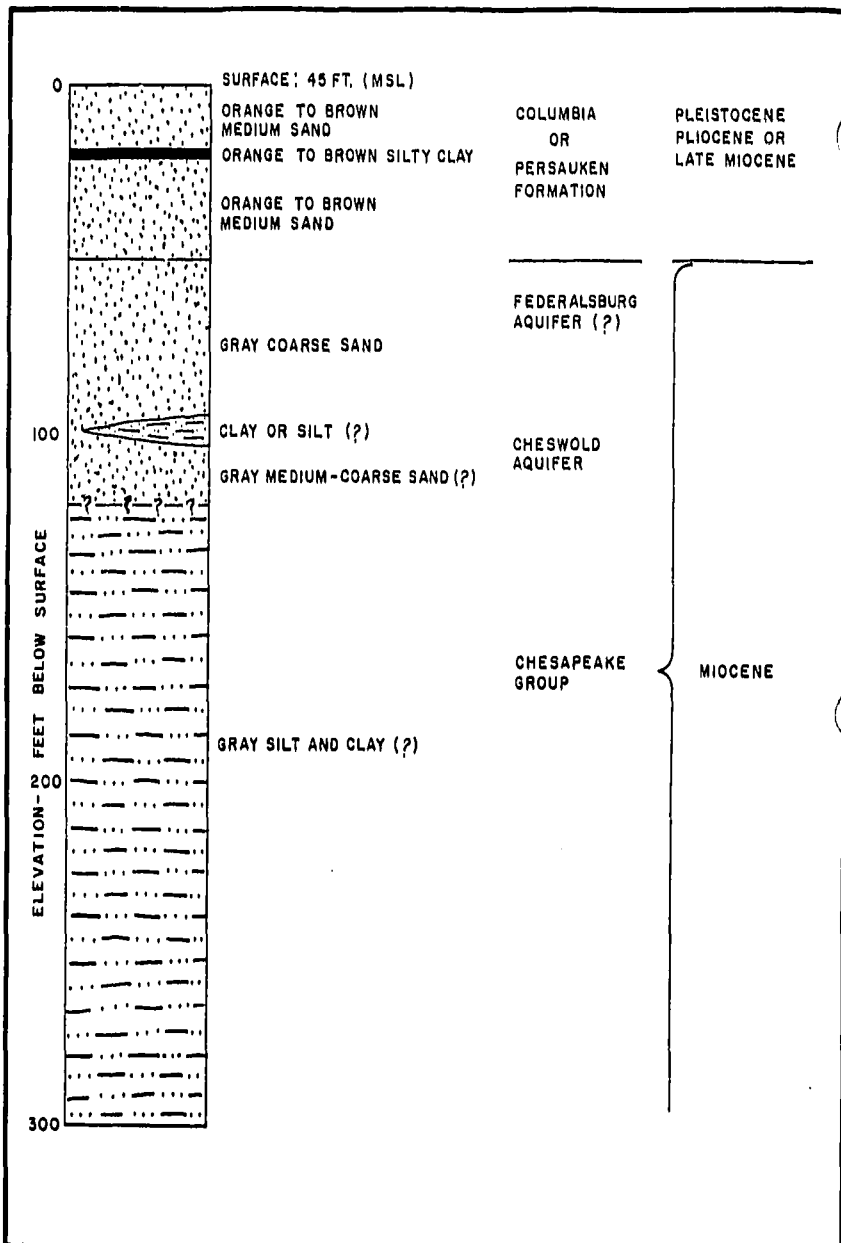 0
SURFACE: 45 FT. (MSL)
ORANGE TO BROWN
MEDIUM SAND
ORANGE TO BROWN SILTY CLAY
ORANGE TO BROWN
MEDIUM SAND
COLUMBIA
OR
PERSAUKEN
FORMATION
PLEISTOCENE
PLIOCENE OR
LATE MIOCENE
FEDERALSBURG
AQUIFER (?)
GRAY COARSE SAND
100
CLAY OR SILT (?)
CHESWOLD
AQUIFER
GRAY MEDIUM-COARSE SAND (?)
? ? ? ?
CHESAPEAKE
GROUP
MIOCENE
GRAY SILT AND CLAY (?)
200
300
ELEVATION- FEET BELOW SURFACE